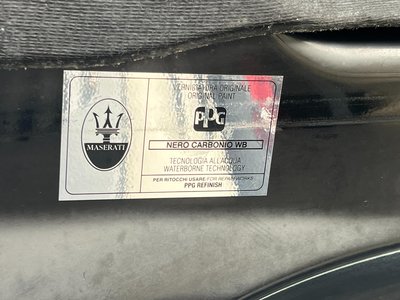 VERNICIATURA ORIGINALE
ORIGINAL PAINT
PPG
MASERATI
NERO CARBONIO WB
TECNOLOGIA ALL'ACQUA
WATERBORNE TECHNOLOGY
PER RITOCCHI USARE FOR REPAIR WORKS
PPG REFINISH